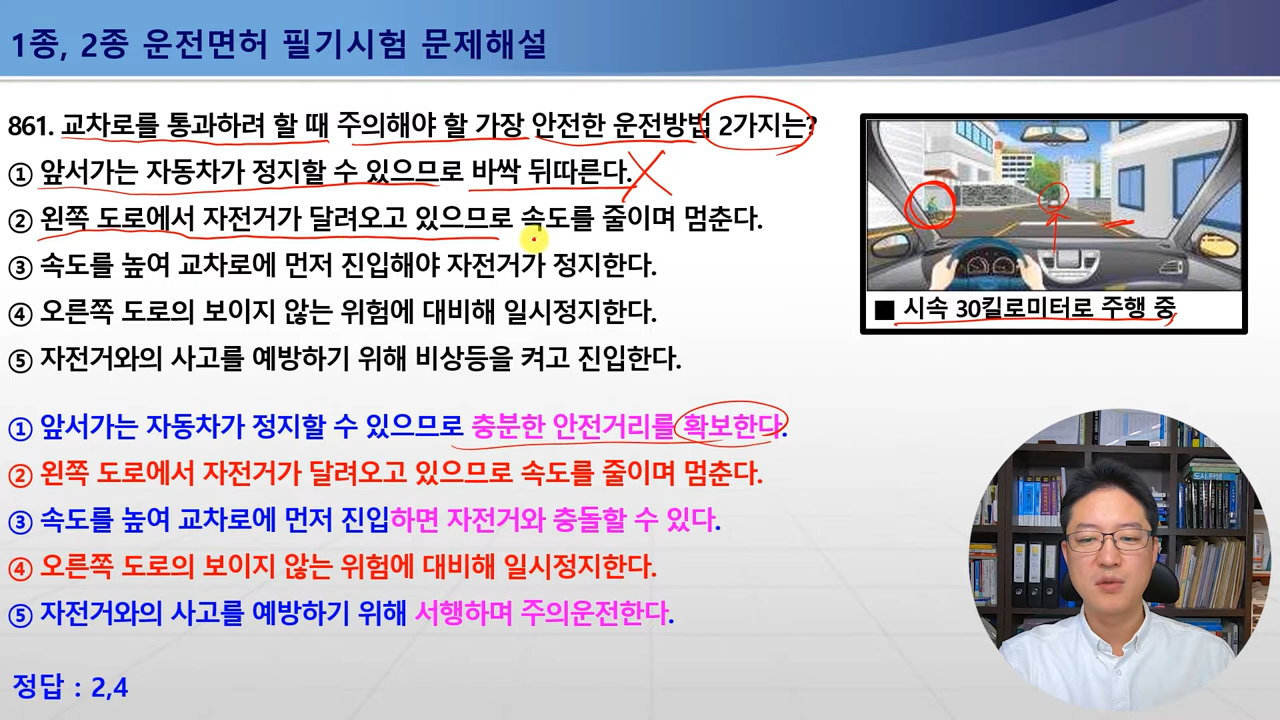 1종, 2종 운전면허 필기시험 문제해설
861. 교차로를 통과하려 할 때 주의해야 할 가장 안전한 운전방법 2가지는?
① 앞서가는 자동차가 정지할 수 있으므로 바싹 뒤따른다.
② 왼쪽 도로에서 자전거가 달려오고 있으므로 속도를 줄이며 멈춘다.
③ 속도를 높여 교차로에 먼저 진입해야 자전거가 정지한다.
④ 오른쪽 도로의 보이지 않는 위험에 대비해 일시정지한다.
⑤ 자전거와의 사고를 예방하기 위해 비상등을 켜고 진입한다.
■ 시속 30킬로미터로 주행 중
① 앞서가는 자동차가 정지할 수 있으므로 충분한 안전거리를 확보한다.
② 왼쪽 도로에서 자전거가 달려오고 있으므로 속도를 줄이며 멈춘다.
③ 속도를 높여 교차로에 먼저 진입하면 자전거와 충돌할 수 있다.
④ 오른쪽 도로의 보이지 않는 위험에 대비해 일시정지한다.
⑤ 자전거와의 사고를 예방하기 위해 서행하며 주의운전한다.
정답 : 2,4